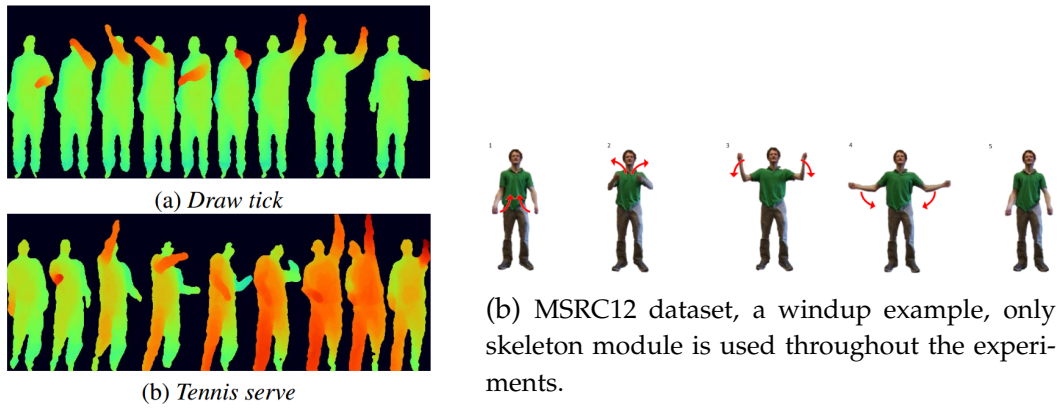 (a) Draw tick
(b) Tennis serve
1
2
3
4
5
(b) MSRC12 dataset, a windup example, only
skeleton module is used throughout the experi-
ments.